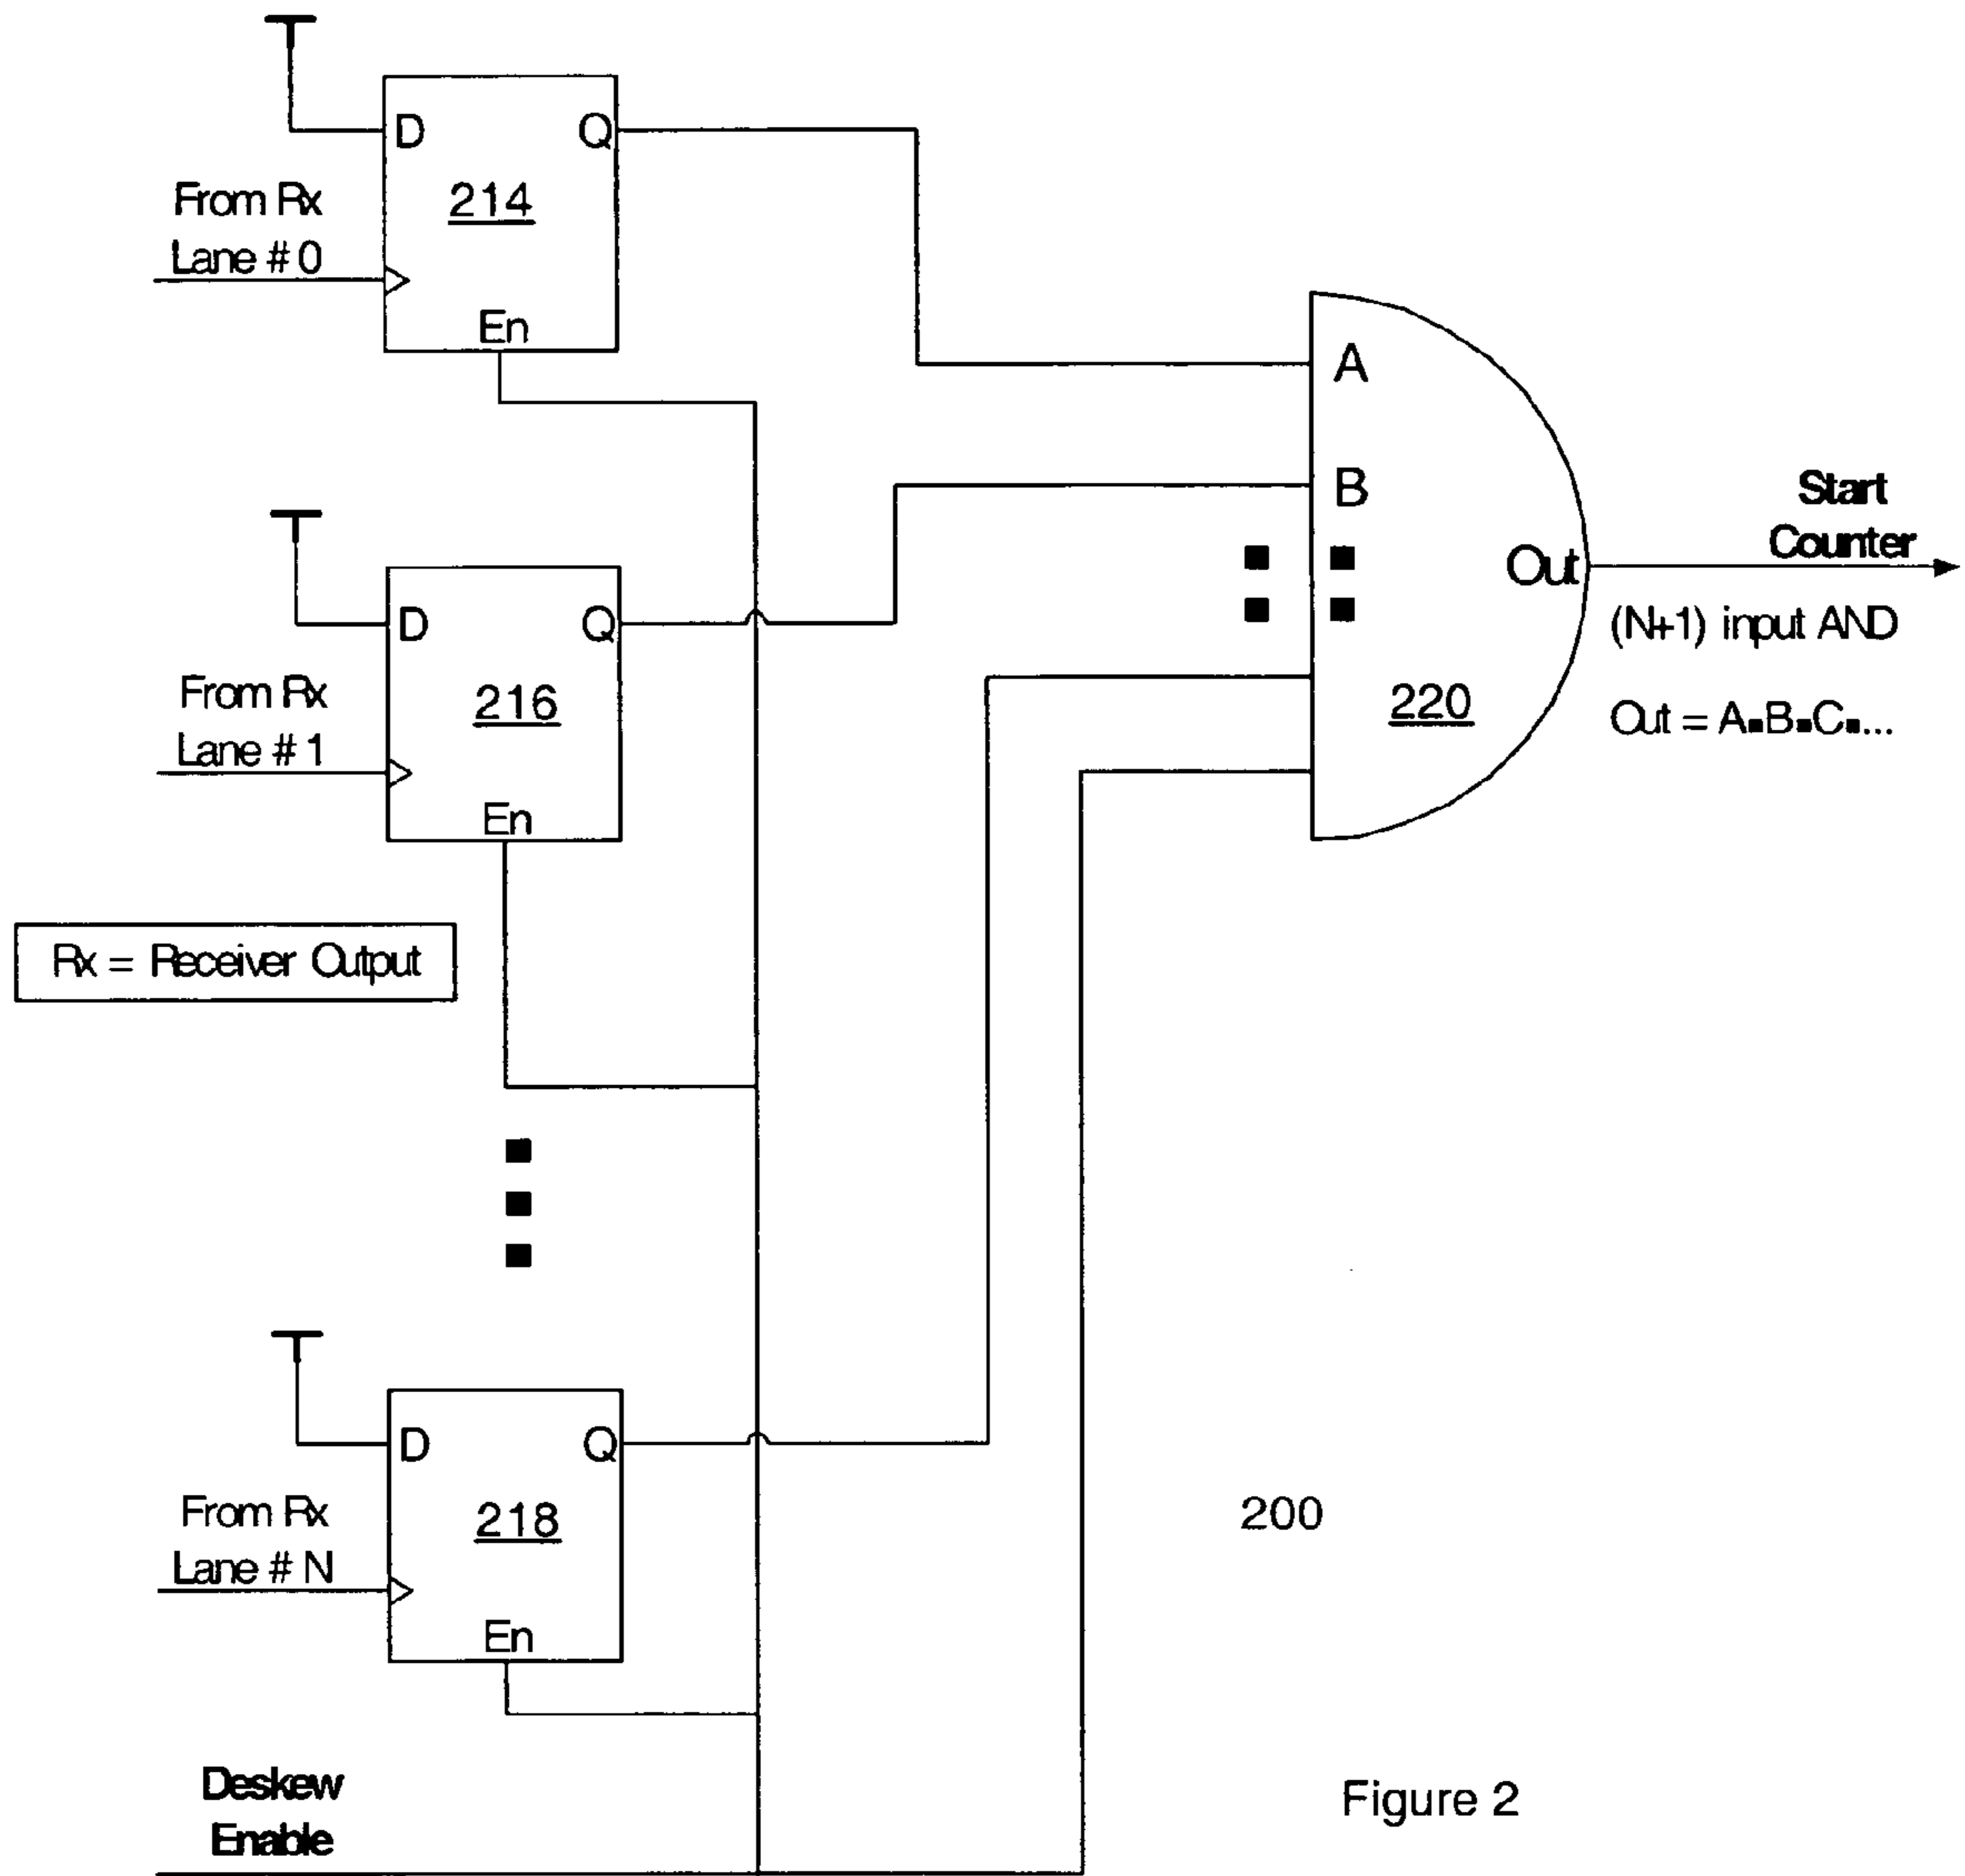 D Q
From Rx
214
Lane # 0
En
A
B
Start
Counter
Out
(N+1) input AND
220
Out = A▪B▪C▪...
D Q
From Rx
216
Lane # 1
En
Rx = Receiver Output
D Q
From Rx
218
Lane # N
En
200
Deskew
Enable
Figure 2